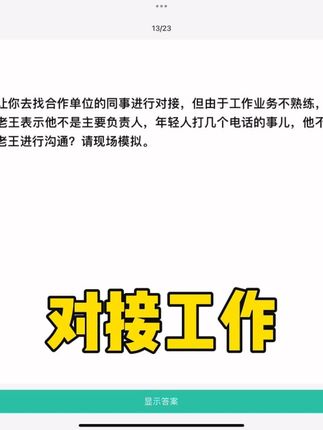 13/23
让你去找合作单位的同事进行对接，但由于工作业务不熟练，
老王表示他不是主要负责人，年轻人打几个电话的事儿，他不
老王进行沟通？请现场模拟。
对接工作
显示答案